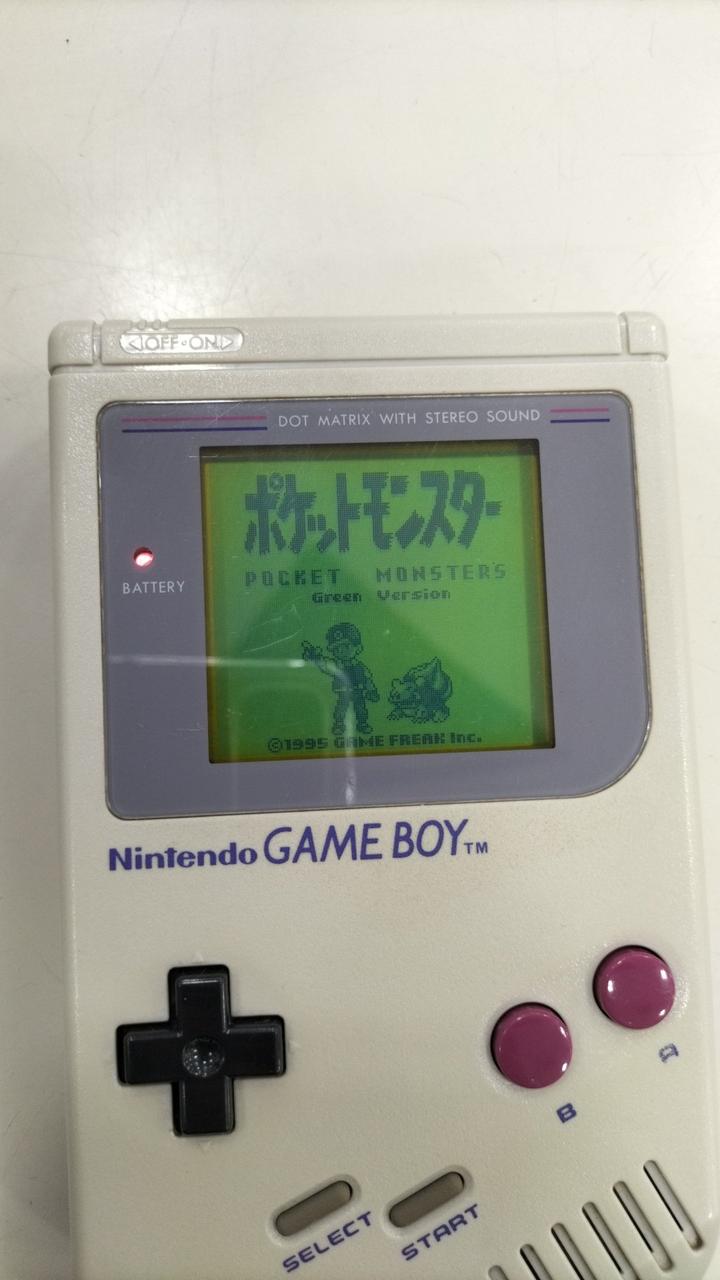 ◁OFF•ON▷
DOT MATRIX WITH STEREO SOUND
ポケットモンスター
POCKET MONSTERS
Green Version
BATTERY
©1995 GAME FREAK Inc.
Nintendo GAME BOY™
A
B
SELECT
START